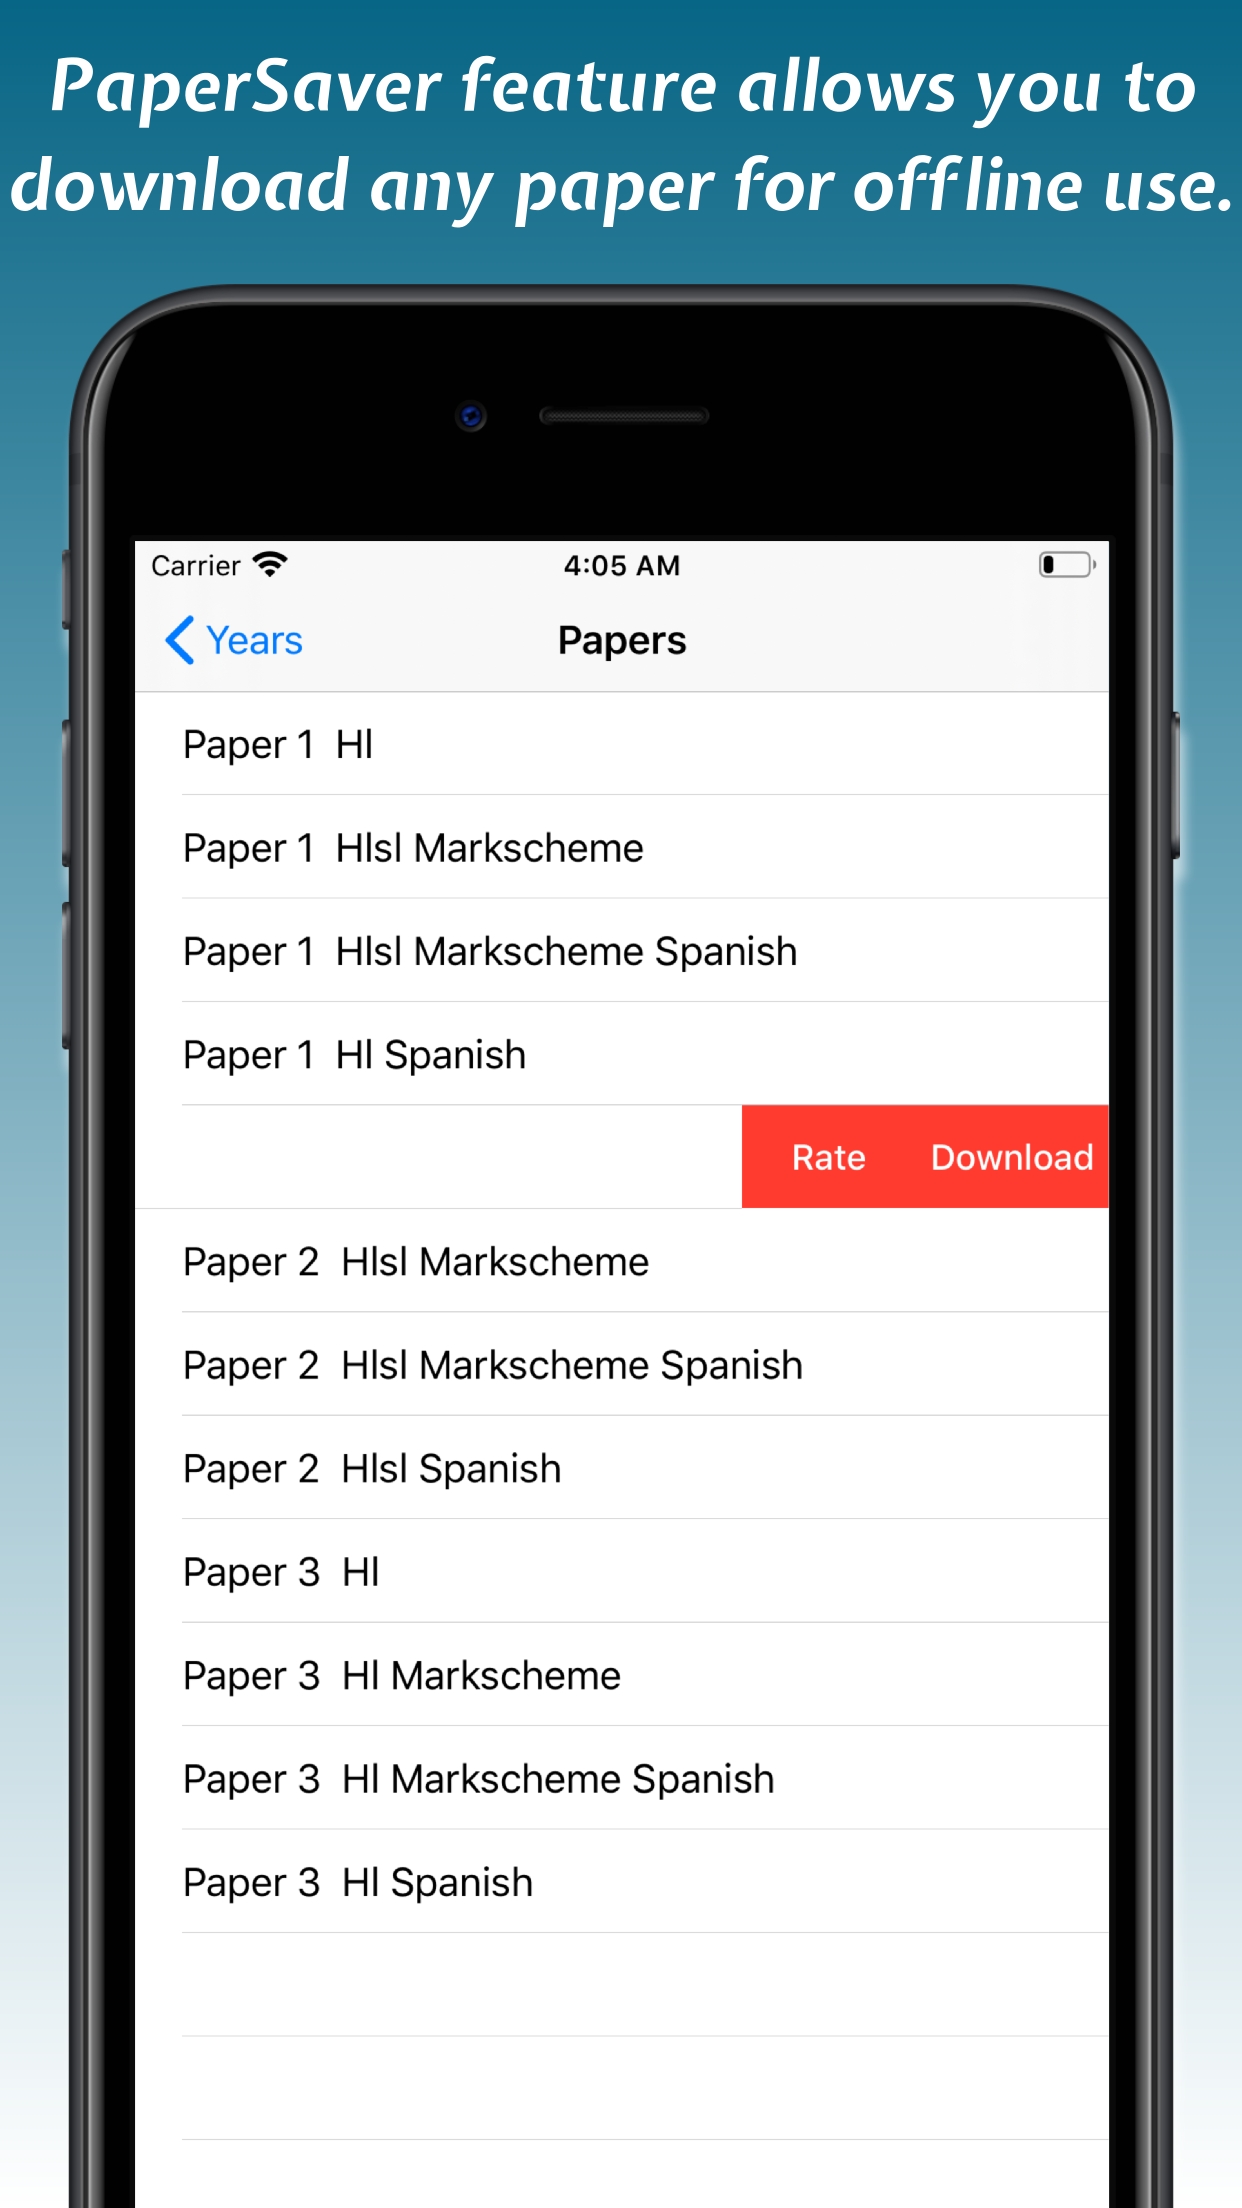 PaperSaver feature allows you to
download any paper for offline use.
Carrier 4:05 AM
Years Papers
Paper 1 Hl
Paper 1 Hlsl Markscheme
Paper 1 Hlsl Markscheme Spanish
Paper 1 Hl Spanish
Rate Download
Paper 2 Hlsl Markscheme
Paper 2 Hlsl Markscheme Spanish
Paper 2 Hlsl Spanish
Paper 3 Hl
Paper 3 Hl Markscheme
Paper 3 Hl Markscheme Spanish
Paper 3 Hl Spanish